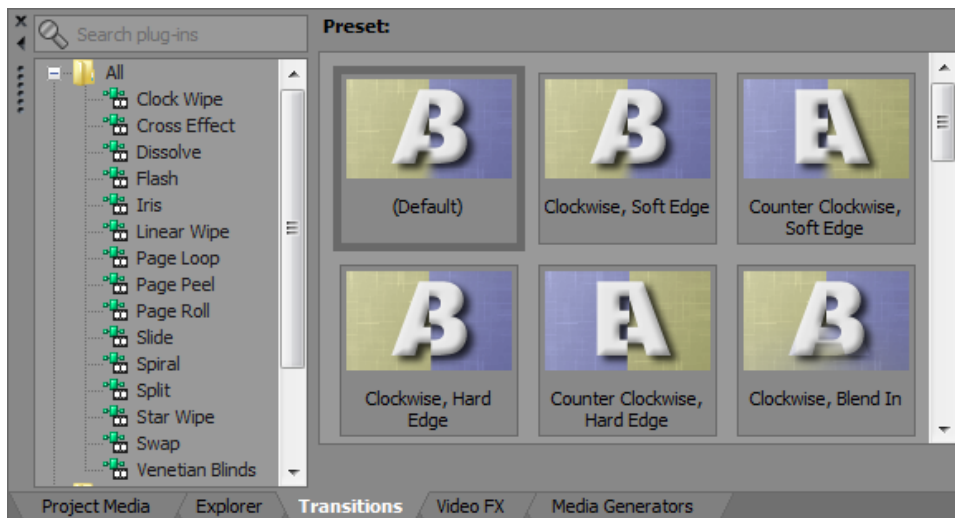 Search plug-ins
All
Clock Wipe
Cross Effect
Dissolve
Flash
Iris
Linear Wipe
Page Loop
Page Peel
Page Roll
Slide
Spiral
Split
Star Wipe
Swap
Venetian Blinds
Preset:
(Default)
Clockwise, Soft Edge
Counter Clockwise,
Soft Edge
Clockwise, Hard
Edge
Counter Clockwise,
Hard Edge
Clockwise, Blend In
Project Media
Explorer
Transitions
Video FX
Media Generators